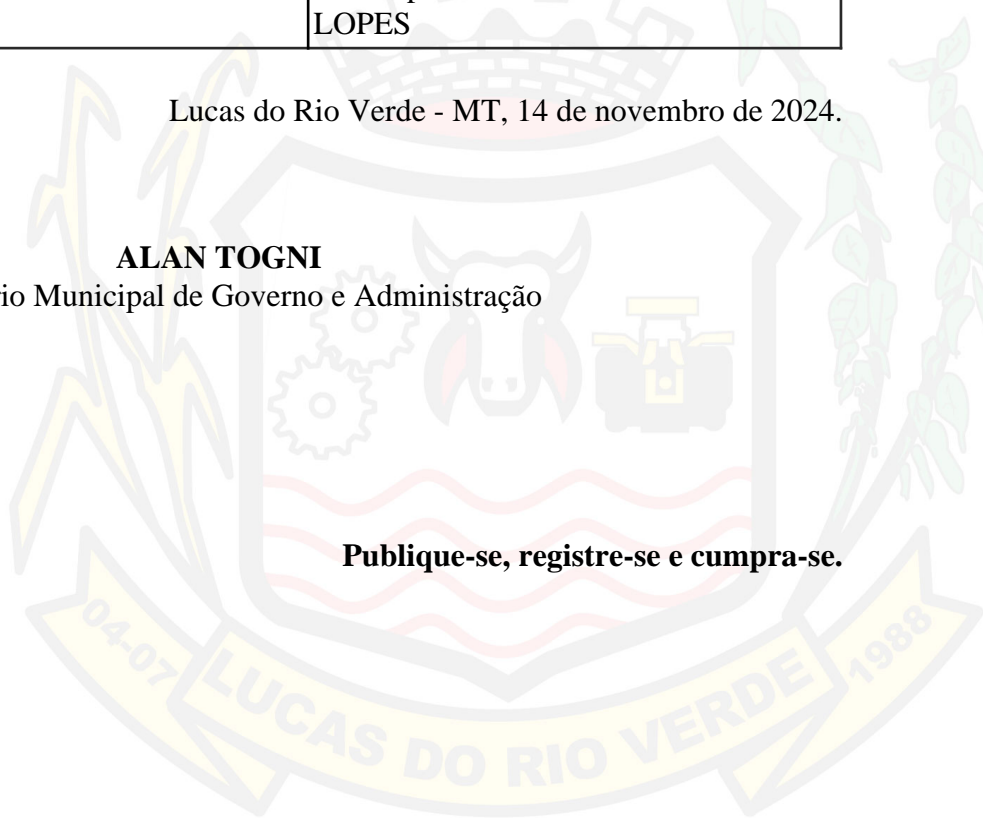 LOPES
Lucas do Rio Verde - MT, 14 de novembro de 2024.
ALAN TOGNI
rio Municipal de Governo e Administração
Publique-se, registre-se e cumpra-se.
04-07 LUCAS DO RIO VERDE 1988